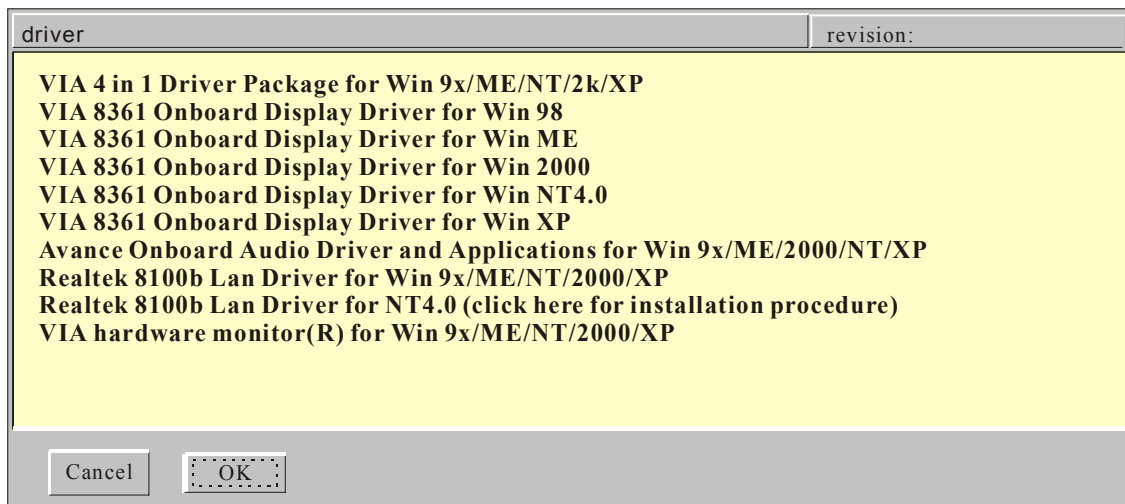 driver revision:
VIA 4 in 1 Driver Package for Win 9x/ME/NT/2k/XP
VIA 8361 Onboard Display Driver for Win 98
VIA 8361 Onboard Display Driver for Win ME
VIA 8361 Onboard Display Driver for Win 2000
VIA 8361 Onboard Display Driver for Win NT4.0
VIA 8361 Onboard Display Driver for Win XP
Avance Onboard Audio Driver and Applications for Win 9x/ME/2000/NT/XP
Realtek 8100b Lan Driver for Win 9x/ME/NT/2000/XP
Realtek 8100b Lan Driver for NT4.0 (click here for installation procedure)
VIA hardware monitor(R) for Win 9x/ME/NT/2000/XP
Cancel OK